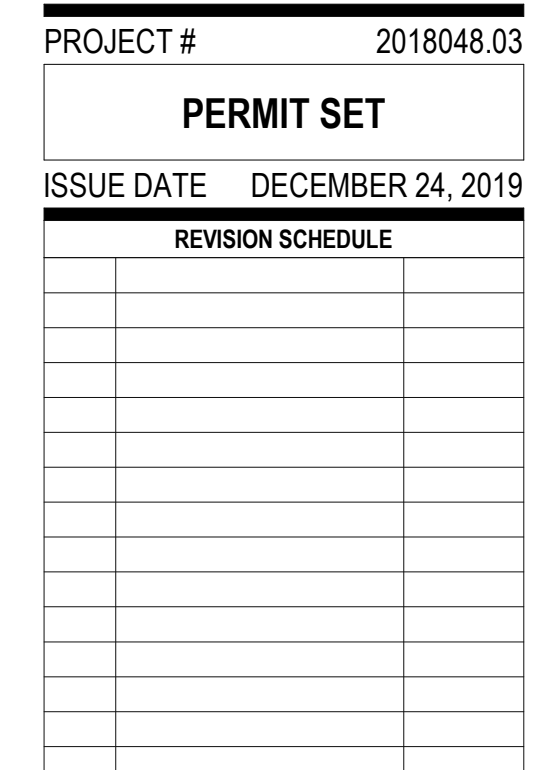 PROJECT # 2018048.03
PERMIT SET
ISSUE DATE DECEMBER 24, 2019
REVISION SCHEDULE